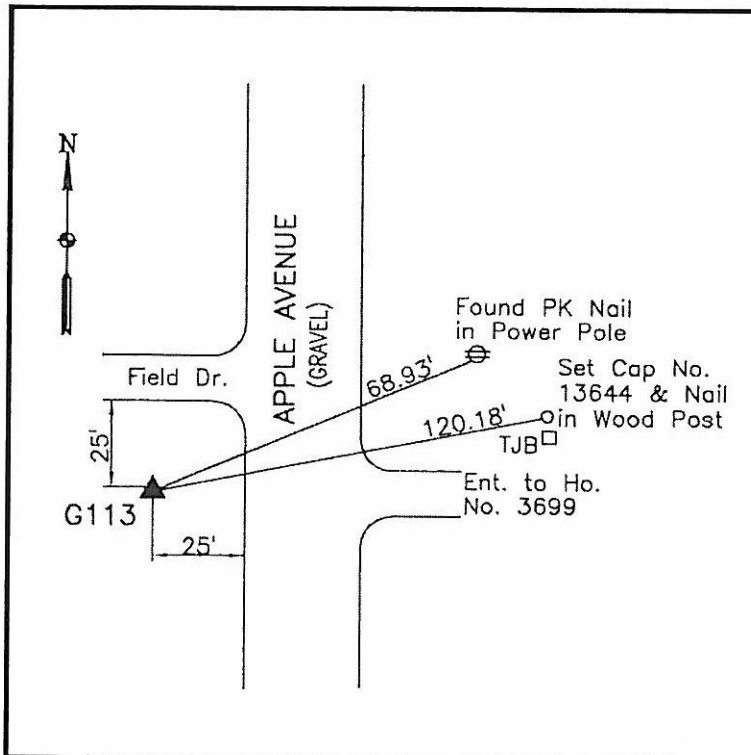 N
APPLE AVENUE
(GRAVEL)
Found PK Nail
in Power Pole
Field Dr.
68.93'
Set Cap No.
13644 & Nail
in Wood Post
120.18'
TJB
25'
Ent. to Ho.
No. 3699
G113
25'